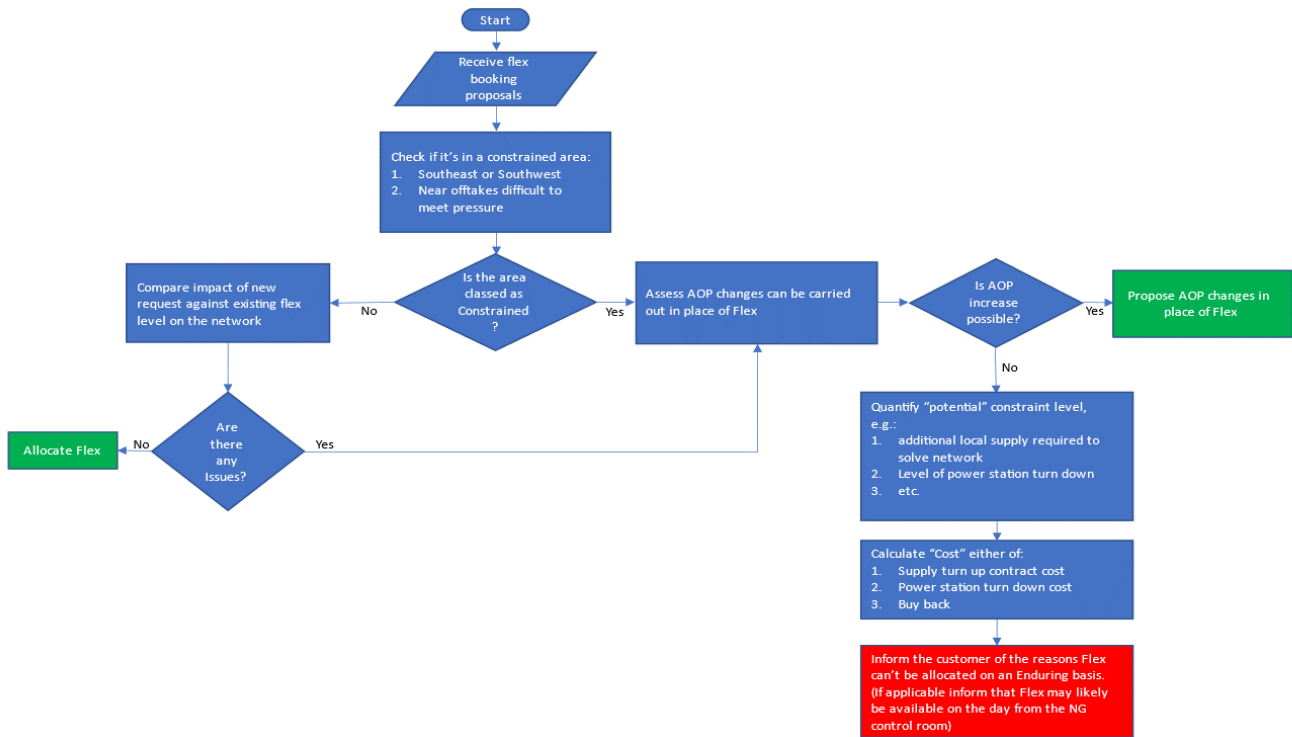 Start
Receive flex
booking
proposals
Check if it's in a constrained area:
1. Southeast or Southwest
2. Near offtakes difficult to
meet pressure
Is the area
classed as
Constrained
?
No
Yes
Compare impact of new
request against existing flex
level on the network
Are
there
any
Issues?
No
Yes
Allocate Flex
Assess AOP changes can be carried
out in place of Flex
Is AOP
increase
possible?
Yes
No
Propose AOP changes in
place of Flex
Quantify “potential” constraint level,
e.g.:
1. additional local supply required to
solve network
2. Level of power station turn down
3. etc.
Calculate “Cost” either of:
1. Supply turn up contract cost
2. Power station turn down cost
3. Buy back
Inform the customer of the reasons Flex
can't be allocated on an Enduring basis.
(If applicable inform that Flex may likely
be available on the day from the NG
control room)